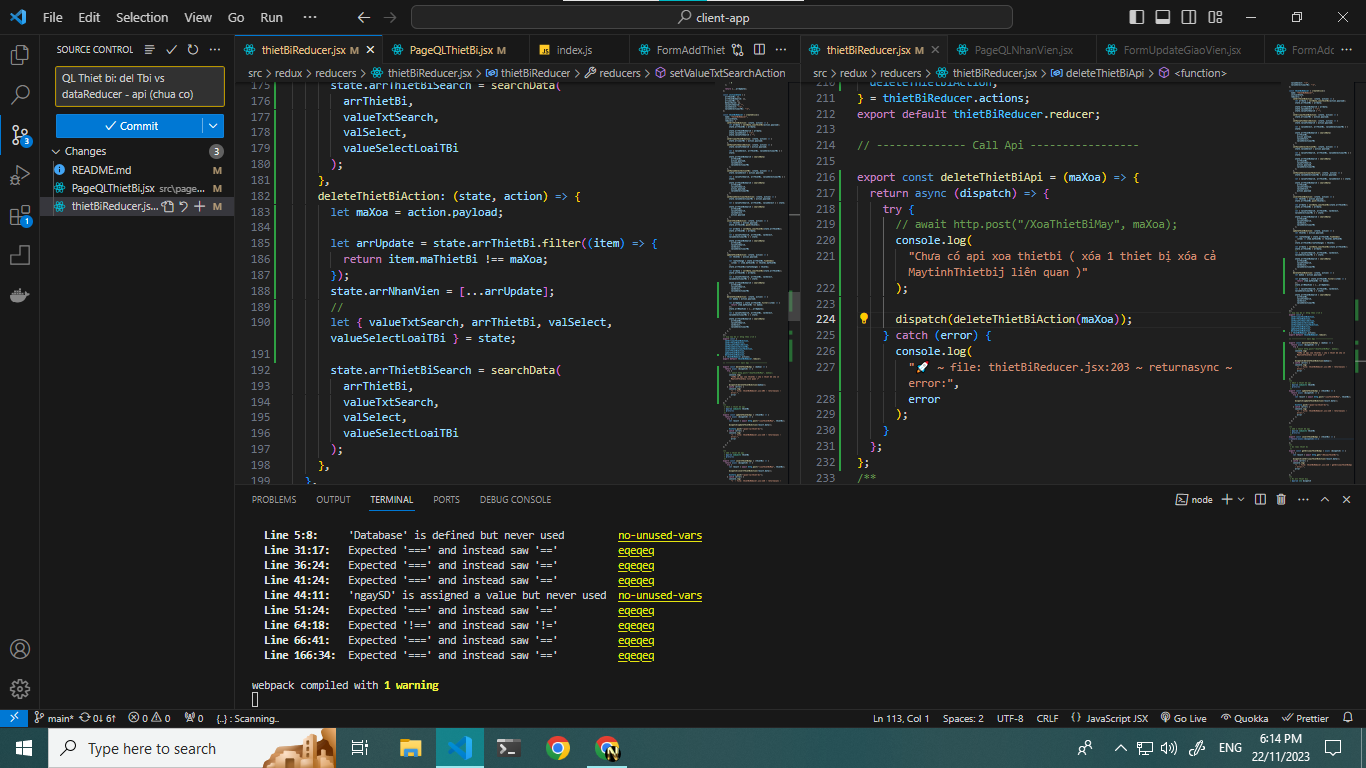 File Edit Selection View Go Run ··· client-app
SOURCE CONTROL
QL Thiet bi: del Tbi vs
dataReducer - api (chua co)
Commit
Changes 3
README.md M
PageQLThietBi.jsx src\page... M
thietBiReducer.js... M
3
1
thietBiReducer.jsx M
PageQLThietBi.jsx M
index.js
FormAddThiet
src > redux > reducers > thietBiReducer.jsx > thietBiReducer > reducers > setValueTxtSearchAction
175 state.arrThietBiSearch = searchData(
176 arrThietBi,
177 valueTxtSearch,
178 valSelect,
179 valueSelectLoaiTBi
180 );
181 },
182 deleteThietBiAction: (state, action) => {
183 let maXoa = action.payload;
184
185 let arrUpdate = state.arrThietBi.filter((item) => {
186 return item.maThietBi !== maXoa;
187 });
188 state.arrNhanVien = [...arrUpdate];
189 //
190 let { valueTxtSearch, arrThietBi, valSelect,
valueSelectLoaiTBi } = state;
191
192 state.arrThietBiSearch = searchData(
193 arrThietBi,
194 valueTxtSearch,
195 valSelect,
196 valueSelectLoaiTBi
197 );
198 },
199 },
thietBiReducer.jsx M
PageQLNhanVien.jsx
FormUpdateGiaoVien.jsx
FormAdd
src > redux > reducers > thietBiReducer.jsx > deleteThietBiApi > <function>
210 deleteThietBiAction,
211 } = thietBiReducer.actions;
212 export default thietBiReducer.reducer;
213
214 // ------------- Call Api -----------------
215
216 export const deleteThietBiApi = (maXoa) => {
217 return async (dispatch) => {
218 try {
219 // await http.post("/XoaThietBiMay", maXoa);
220 console.log(
221 "Chưa có api xoa thietbi ( xóa 1 thiet bị xóa cả
MaytinhThietbij liên quan )"
222 );
223
224 dispatch(deleteThietBiAction(maXoa));
225 } catch (error) {
226 console.log(
227 "🚀 ~ file: thietBiReducer.jsx:203 ~ returnasync ~
error:",
228 error
229 );
230 }
231 };
232 };
233 /**
PROBLEMS OUTPUT TERMINAL PORTS DEBUG CONSOLE node
Line 5:8: 'Database' is defined but never used no-unused-vars
Line 31:17: Expected '===' and instead saw '==' eqeqeq
Line 36:24: Expected '===' and instead saw '==' eqeqeq
Line 41:24: Expected '===' and instead saw '==' eqeqeq
Line 44:11: 'ngaySD' is assigned a value but never used no-unused-vars
Line 51:24: Expected '===' and instead saw '==' eqeqeq
Line 64:18: Expected '!==' and instead saw '!=' eqeqeq
Line 66:41: Expected '===' and instead saw '==' eqeqeq
Line 166:34: Expected '===' and instead saw '==' eqeqeq
webpack compiled with 1 warning
main* 0↓ 6↑ 0 0 0 {..} : Scanning.. Ln 113, Col 1 Spaces: 2 UTF-8 CRLF JavaScript JSX Go Live Quokka Prettier
Type here to search
ENG
6:14 PM
22/11/2023